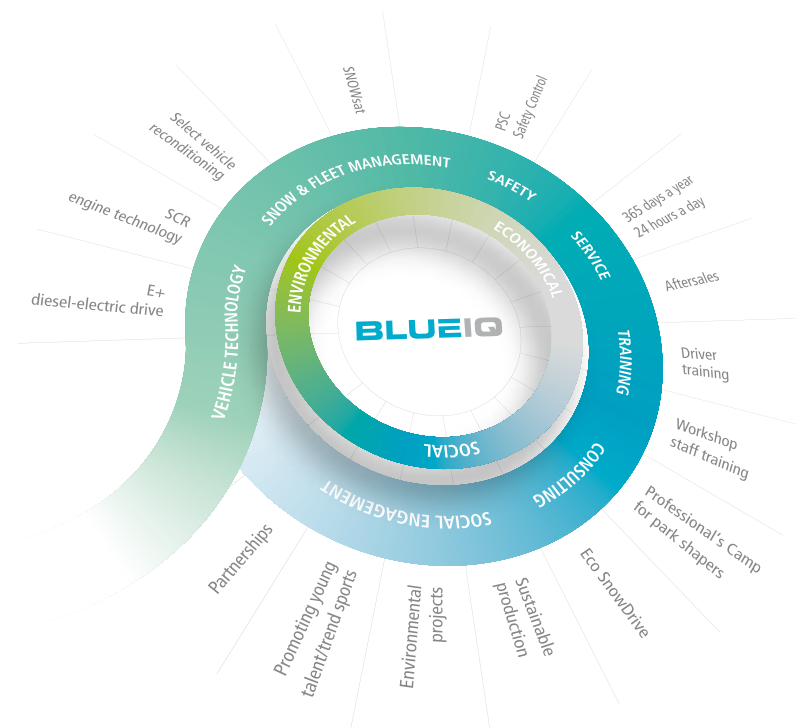 BLUEIQ
ENVIRONMENTAL
ECONOMICAL
SOCIAL
VEHICLE TECHNOLOGY
SNOW & FLEET MANAGEMENT
SAFETY
SERVICE
TRAINING
CONSULTING
SOCIAL ENGAGEMENT
E+
diesel-electric drive
SCR
engine technology
Select vehicle
reconditioning
SNOWsat
PSC
Safety Control
365 days a year
24 hours a day
Aftersales
Driver
training
Workshop
staff training
Professional's Camp
for park shapers
Eco SnowDrive
Sustainable
production
Environmental
projects
Promoting young
talent/trend sports
Partnerships